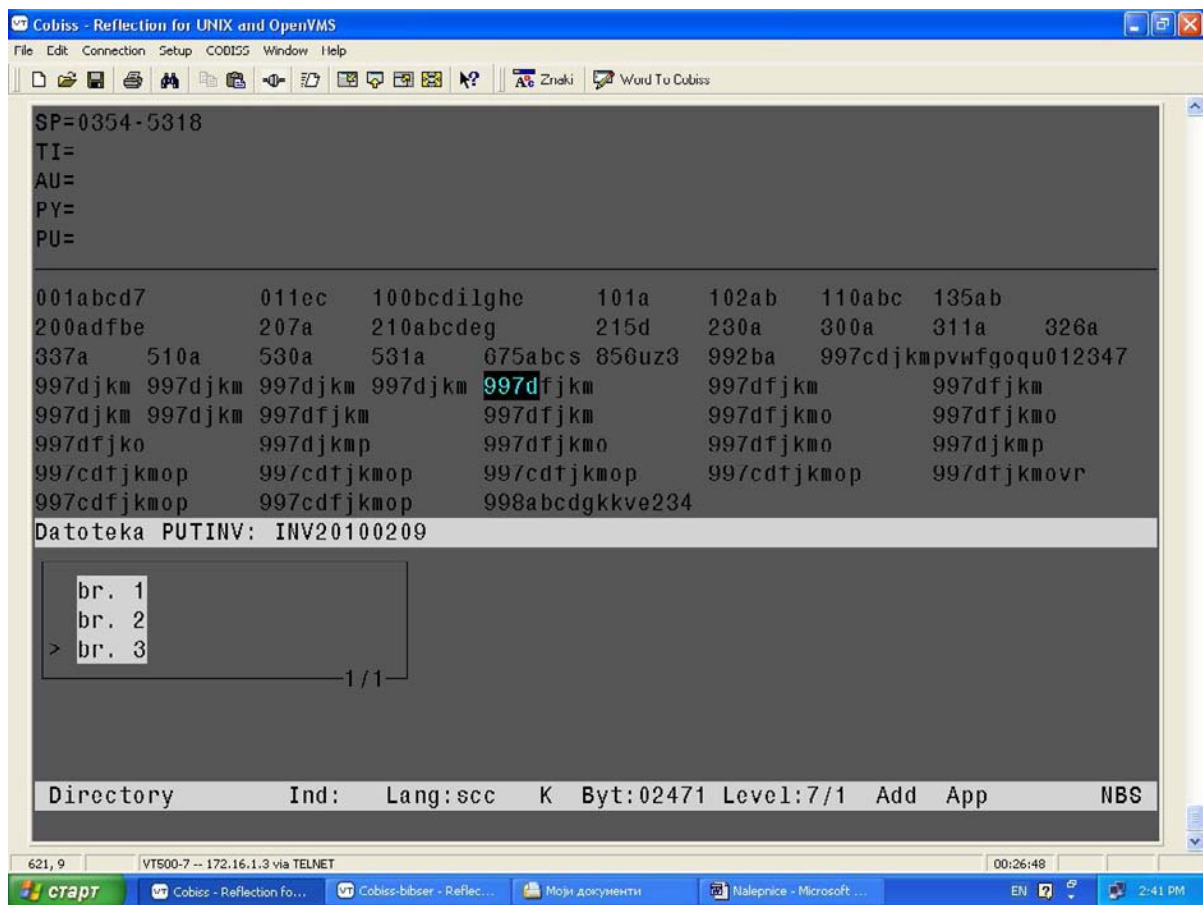 Cobiss - Reflection for UNIX and OpenVMS
File Edit Connection Setup COBISS Window Help
Znaki Word To Cobiss
SP=0354-5318
TI=
AU=
PY=
PU=
001abcd7 011ec 100bcdilghe 101a 102ab 110abc 135ab
200adfbe 207a 210abcdeg 215d 230a 300a 311a 326a
337a 510a 530a 531a 675abcs 856uz3 992ba 997cdjkmpvwfgoqu012347
997djkm 997djkm 997djkm 997djkm 997dfjkm 997dfjkm 997dfjkm
997djkm 997djkm 997dfjkm 997dfjkm 997dfjkmo 997dfjkmo
997dfjko 997djkmp 997dfjkmo 997dfjkmo 997djkmp
997cdfjkmop 997cdfjkmop 997cdfjkmop 997cdfjkmop 997dfjkmovr
997cdfjkmop 997cdfjkmop 998abcdgkkve234
Datoteka PUTINV: INV20100209
br. 1
br. 2
> br. 3
1/1
Directory Ind: Lang:scc K Byt:02471 Level:7/1 Add App NBS
621, 9 VT500-7 -- 172.16.1.3 via TELNET 00:26:48
старт Cobiss - Reflection fo... Cobiss-bibser - Reflec... Моји документи Nalepnice - Microsoft ... EN 2:41 PM